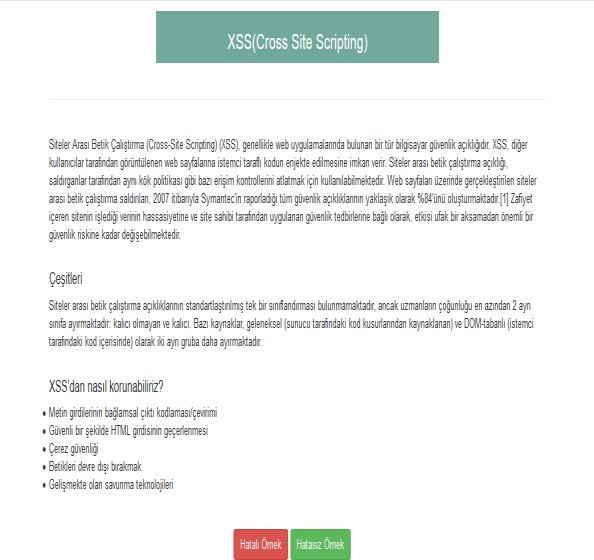 XSS(Cross Site Scripting)
Siteler Arası Betik Çalıştırma (Cross-Site Scripting) (XSS), genellikle web uygulamalarında bulunan bir tür bilgisayar güvenlik açıklığıdır. XSS, diğer
kullanıcılar tarafından görüntülenen web sayfalarına istemci taraflı kodun enjekte edilmesine imkan verir. Siteler arası betik çalıştırma açıklığı,
saldırganlar tarafından aynı kök politikası gibi bazı erişim kontrollerini atlatmak için kullanılabilmektedir. Web sayfaları üzerinde gerçekleştirilen siteler
arası betik çalıştırma saldırıları, 2007 itibarıyla Symantec'in raporladığı tüm güvenlik açıklıklarının yaklaşık olarak %84'ünü oluşturmaktadır.[1] Zafiyet
içeren sitenin işlediği verinin hassasiyetine ve site sahibi tarafından uygulanan güvenlik tedbirlerine bağlı olarak, etkisi ufak bir aksamadan önemli bir
güvenlik riskine kadar değişebilmektedir.
Çeşitleri
Siteler arası betik çalıştırma açıklıklarının standartlaştırılmış tek bir sınıflandırması bulunmamaktadır, ancak uzmanların çoğunluğu en azından 2 ayrı
sınıfa ayırmaktadır: kalıcı olmayan ve kalıcı. Bazı kaynaklar, geleneksel (sunucu tarafındaki kod kusurlarından kaynaklanan) ve DOM-tabanlı (istemci
tarafındaki kod içerisinde) olarak iki ayrı gruba daha ayırmaktadır.
XSS'dan nasıl korunabiliriz?
• Metin girdilerinin bağlamsal çıktı kodlaması/çevirimi
• Güvenli bir şekilde HTML girdisinin geçerlenmesi
• Çerez güvenliği
• Betikleri devre dışı bırakmak
• Gelişmekte olan savunma teknolojileri
Hatalı Örnek Hatasız Örnek